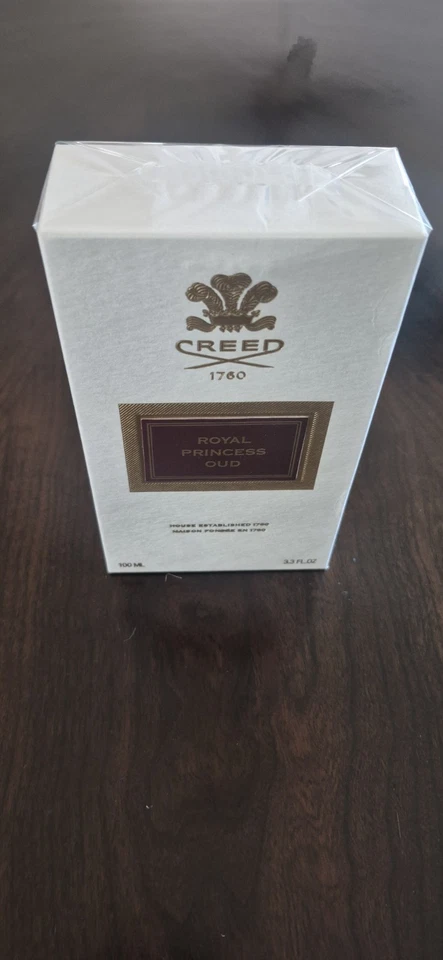 CREED
1760
ROYAL
PRINCESS
OUD
HOUSE ESTABLISHED 1760
MAISON FONDÉE EN 1760
100 ML
3.3 FL.OZ